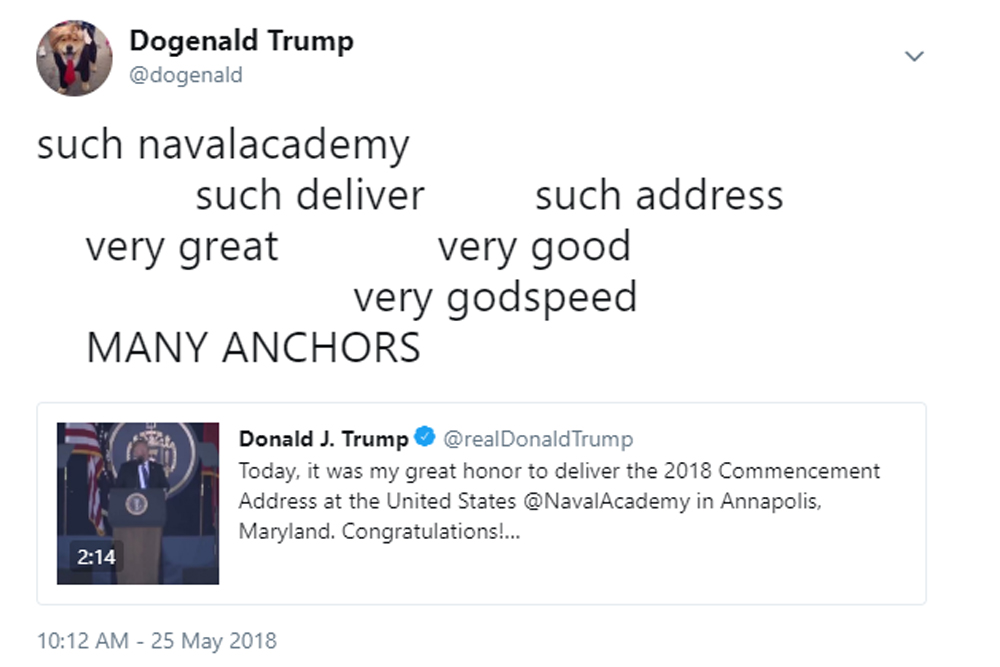 Dogenald Trump
@dogenald
such navalacademy
such deliver such address
very great very good
very godspeed
MANY ANCHORS
Donald J. Trump @realDonaldTrump
Today, it was my great honor to deliver the 2018 Commencement
Address at the United States @NavalAcademy in Annapolis,
Maryland. Congratulations!...
2:14
10:12 AM - 25 May 2018